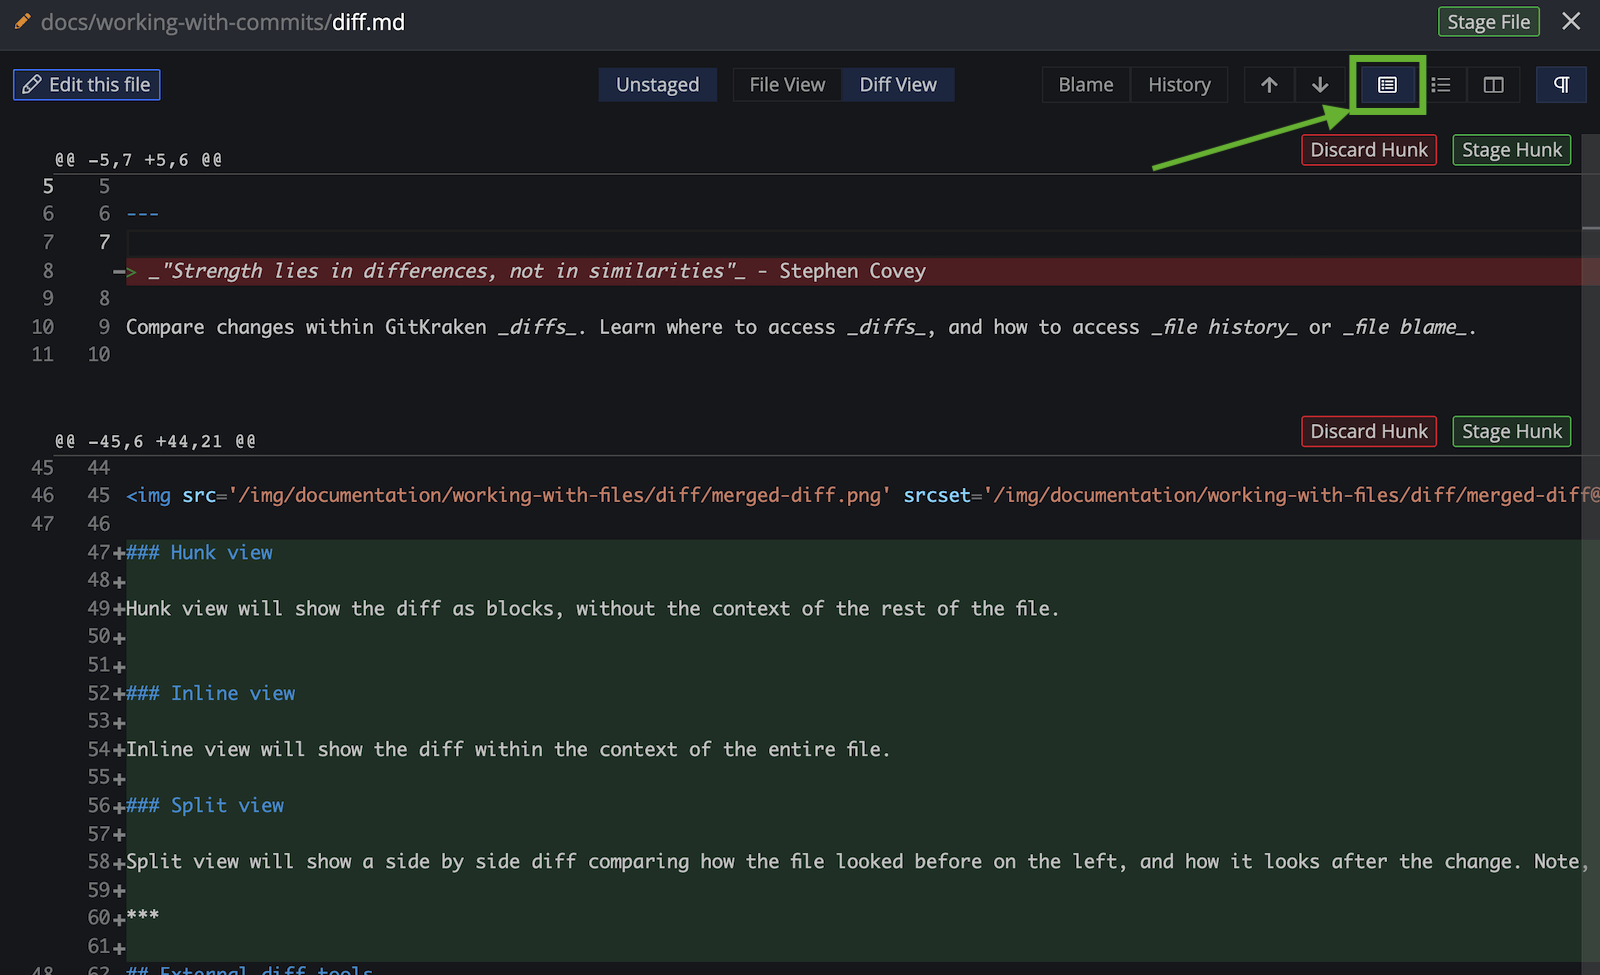 docs/working-with-commits/diff.md Stage File
Edit this file Unstaged File View Diff View Blame History ¶
@@ -5,7 +5,6 @@ Discard Hunk Stage Hunk
5 5
6 6 ---
7 7
8 −> _"Strength lies in differences, not in similarities"_ - Stephen Covey
9 8
10 9 Compare changes within GitKraken _diffs_. Learn where to access _diffs_, and how to access _file history_ or _file blame_.
11 10
@@ -45,6 +44,21 @@ Discard Hunk Stage Hunk
45 44
46 45 <img src='/img/documentation/working-with-files/diff/merged-diff.png' srcset='/img/documentation/working-with-files/diff/merged-diff@
47 46
47+### Hunk view
48+
49+Hunk view will show the diff as blocks, without the context of the rest of the file.
50+
51+
52+### Inline view
53+
54+Inline view will show the diff within the context of the entire file.
55+
56+### Split view
57+
58+Split view will show a side by side diff comparing how the file looked before on the left, and how it looks after the change. Note,
59+
60+***
61+
48 62 ## External diff tools